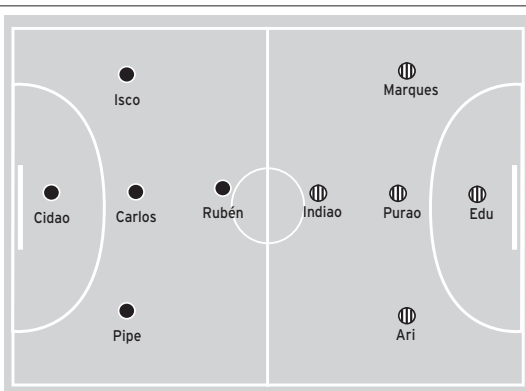 Isco
Marques
Cidao
Carlos
Rubén
Indiao
Purao
Edu
Pipe
Ari